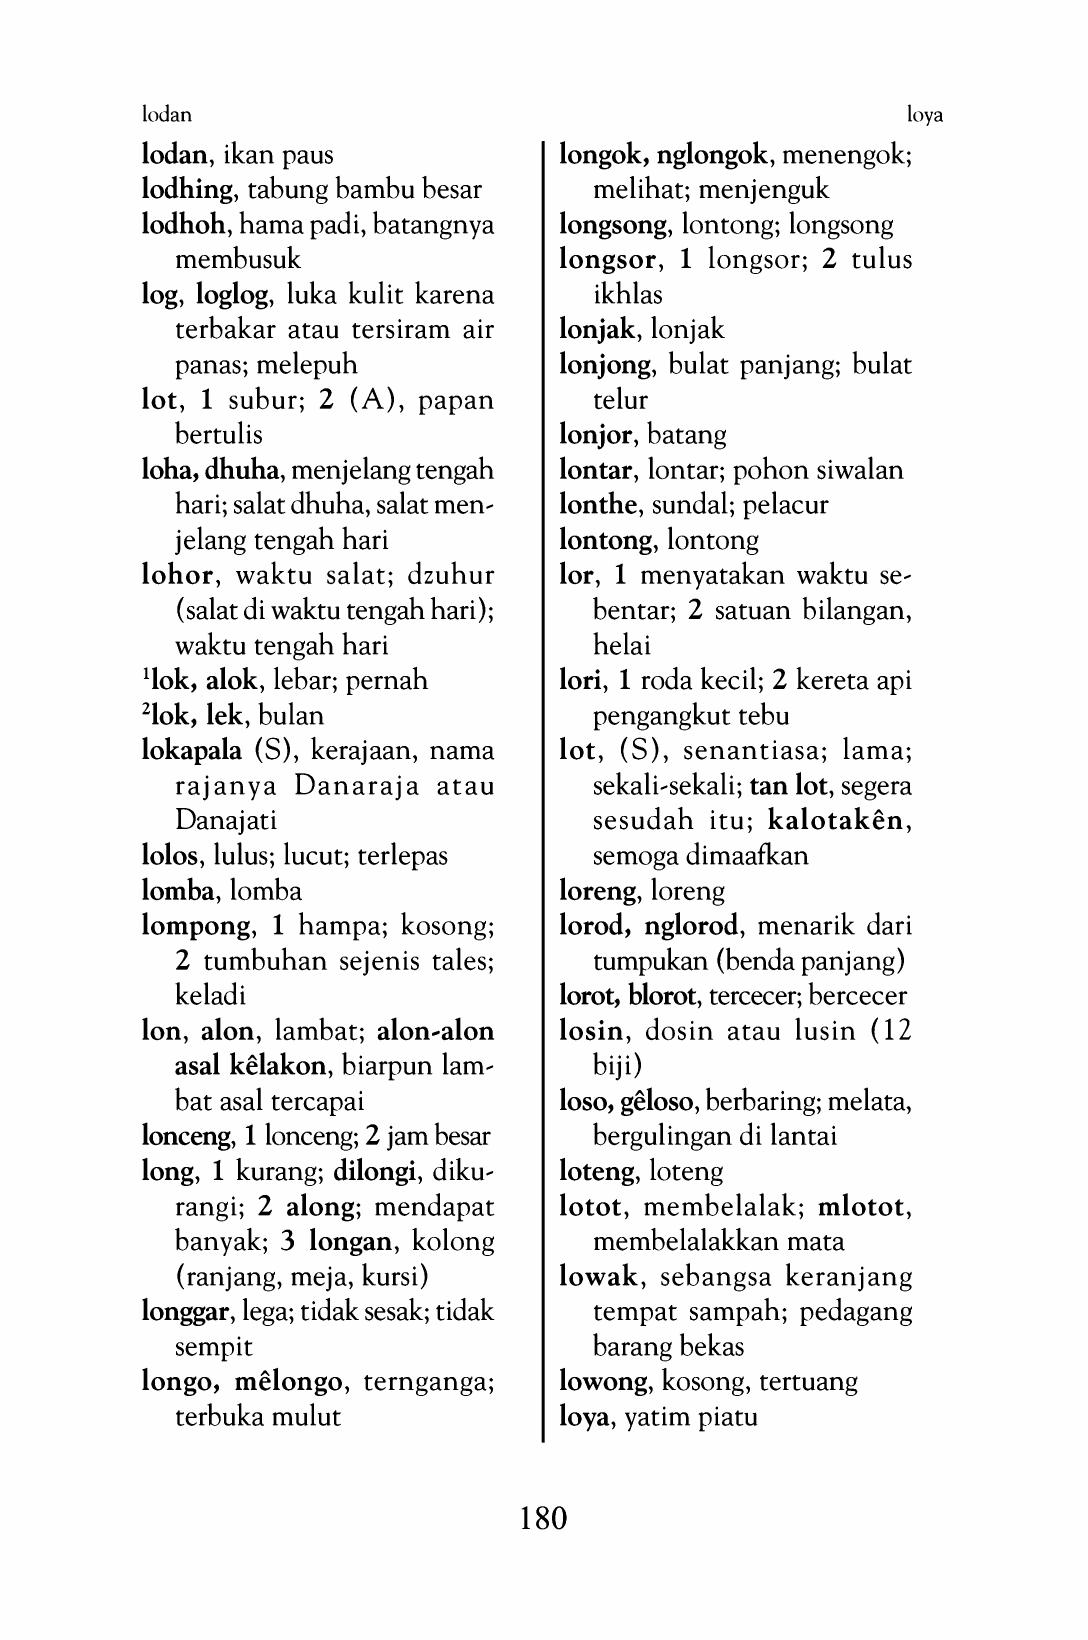 lodan
loya
lodan, ikan paus
lodhing, tabung bambu besar
lodhoh, hama padi, batangnya
membusuk
log, loglog, luka kulit karena
terbakar atau tersiram air
panas; melepuh
lot, 1 subur; 2 (A), papan
bertulis
loha, dhuha, menjelang tengah
hari; salat dhuha, salat men-
jelang tengah hari
lohor, waktu salat; dzuhur
(salat di waktu tengah hari);
waktu tengah hari
¹lok, alok, lebar; pernah
²lok, lek, bulan
lokapala (S), kerajaan, nama
rajanya Danaraja atau
Danajati
lolos, lulus; lucut; terlepas
lomba, lomba
lompong, 1 hampa; kosong;
2 tumbuhan sejenis tales;
keladi
lon, alon, lambat; alon-alon
asal kêlakon, biarpun lam-
bat asal tercapai
lonceng, 1 lonceng; 2 jam besar
long, 1 kurang; dilongi, diku-
rangi; 2 along; mendapat
banyak; 3 longan, kolong
(ranjang, meja, kursi)
longgar, lega; tidak sesak; tidak
sempit
longo, mêlongo, ternganga;
terbuka mulut
longok, nglongok, menengok;
melihat; menjenguk
longsong, lontong; longsong
longsor, 1 longsor; 2 tulus
ikhlas
lonjak, lonjak
lonjong, bulat panjang; bulat
telur
lonjor, batang
lontar, lontar; pohon siwalan
lonthe, sundal; pelacur
lontong, lontong
lor, 1 menyatakan waktu se-
bentar; 2 satuan bilangan,
helai
lori, 1 roda kecil; 2 kereta api
pengangkut tebu
lot, (S), senantiasa; lama;
sekali-sekali; tan lot, segera
sesudah itu; kalotakên,
semoga dimaafkan
loreng, loreng
lorod, nglorod, menarik dari
tumpukan (benda panjang)
lorot, blorot, tercecer; bercecer
losin, dosin atau lusin (12
biji)
loso, gêloso, berbaring; melata,
bergulingan di lantai
loteng, loteng
lotot, membelalak; mlotot,
membelalakkan mata
lowak, sebangsa keranjang
tempat sampah; pedagang
barang bekas
lowong, kosong, tertuang
loya, yatim piatu
180